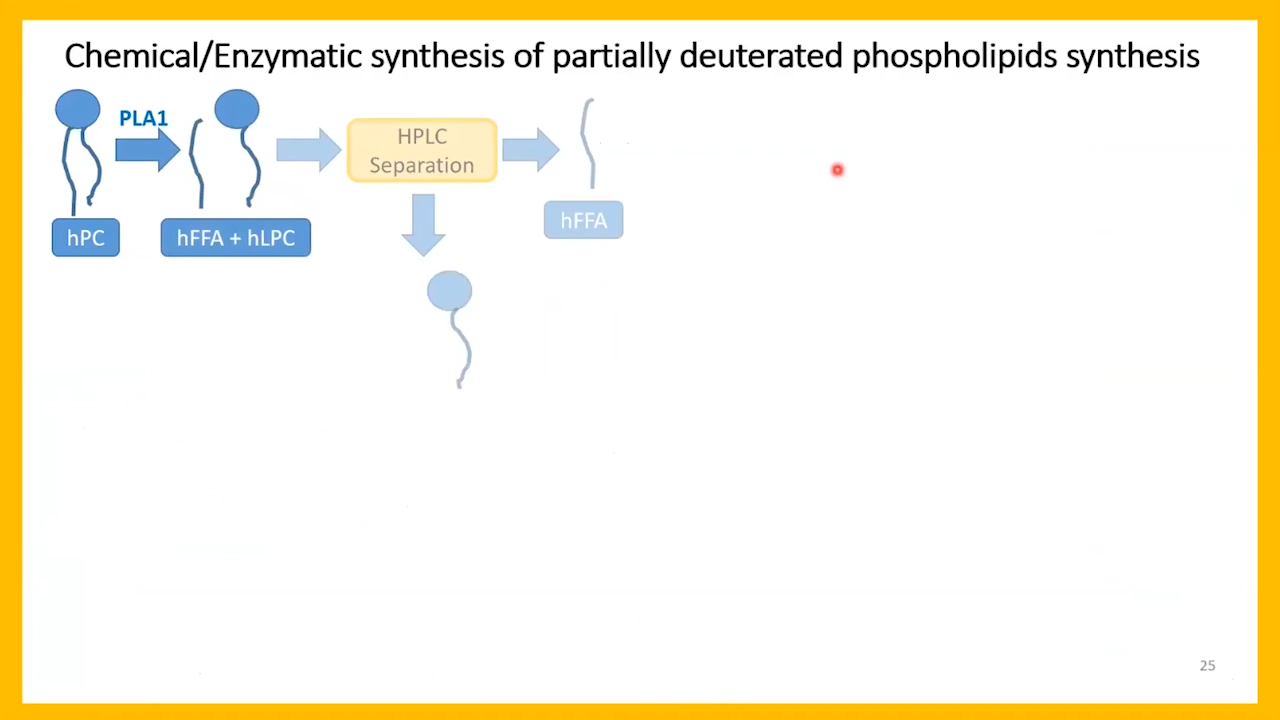 Chemical/Enzymatic synthesis of partially deuterated phospholipids synthesis
PLA1
HPLC
Separation
hPC
hFFA + hLPC
hFFA
25